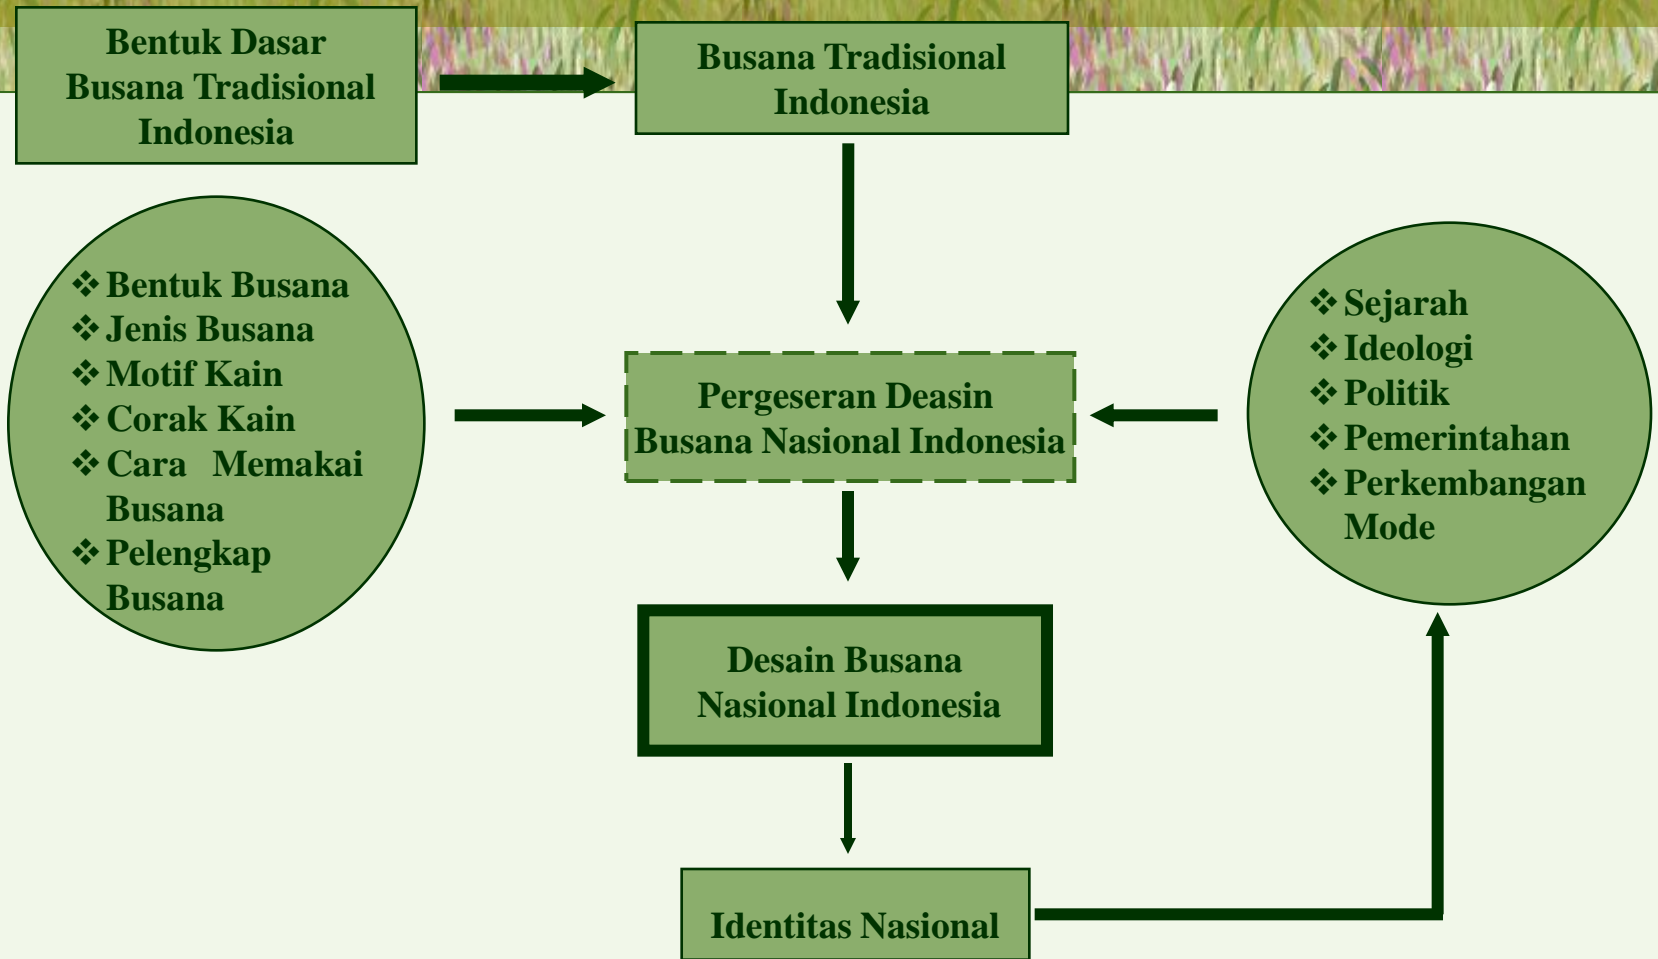 Bentuk Dasar
Busana Tradisional
Indonesia
Busana Tradisional
Indonesia
❖ Bentuk Busana
❖ Jenis Busana
❖ Motif Kain
❖ Corak Kain
❖ Cara Memakai
Busana
❖ Pelengkap
Busana
Pergeseran Deasin
Busana Nasional Indonesia
❖ Sejarah
❖ Ideologi
❖ Politik
❖ Pemerintahan
❖ Perkembangan
Mode
Desain Busana
Nasional Indonesia
Identitas Nasional